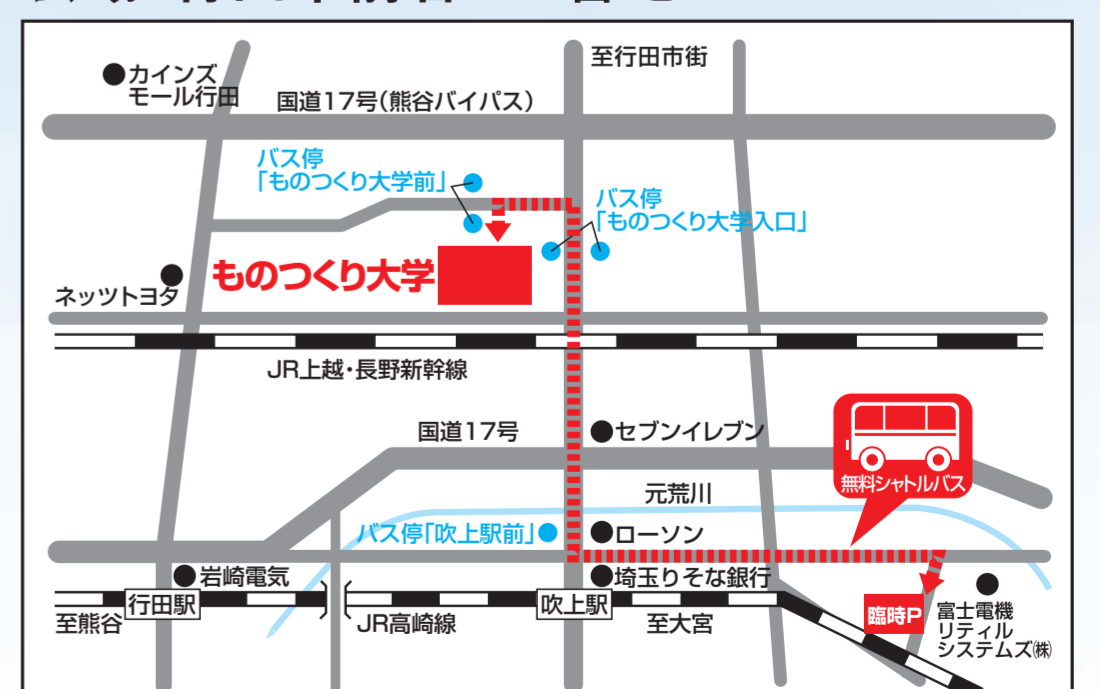 至行田市街
カインズ
モール行田
国道17号(熊谷バイパス)
バス停
「ものつくり大学前」
バス停
「ものつくり大学入口」
ものつくり大学
ネッツトヨタ
JR上越・長野新幹線
国道17号
セブンイレブン
無料シャトルバス
元荒川
バス停「吹上駅前」
ローソン
岩崎電気
埼玉りそな銀行
行田駅
吹上駅
至熊谷
JR高崎線
至大宮
臨時P
富士電機
リティル
システムズ㈱